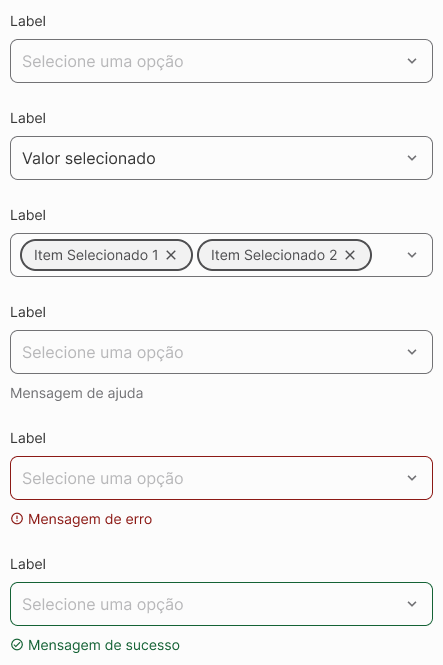 Label
Selecione uma opção
Label
Valor selecionado
Label
Item Selecionado 1 Item Selecionado 2
Label
Selecione uma opção
Mensagem de ajuda
Label
Selecione uma opção
Mensagem de erro
Label
Selecione uma opção
Mensagem de sucesso